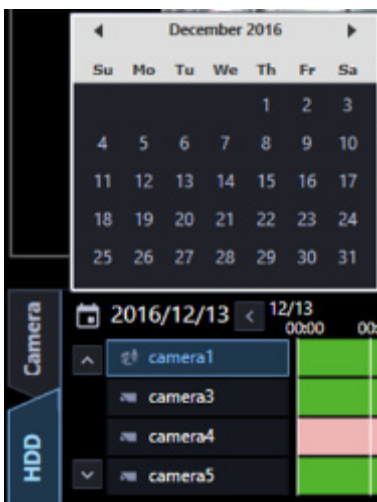 December 2016
Su Mo Tu We Th Fr Sa
1 2 3
4 5 6 7 8 9 10
11 12 13 14 15 16 17
18 19 20 21 22 23 24
25 26 27 28 29 30 31
Camera
HDD
2016/12/13 < 12/13
00:00
camera1
camera3
camera4
camera5